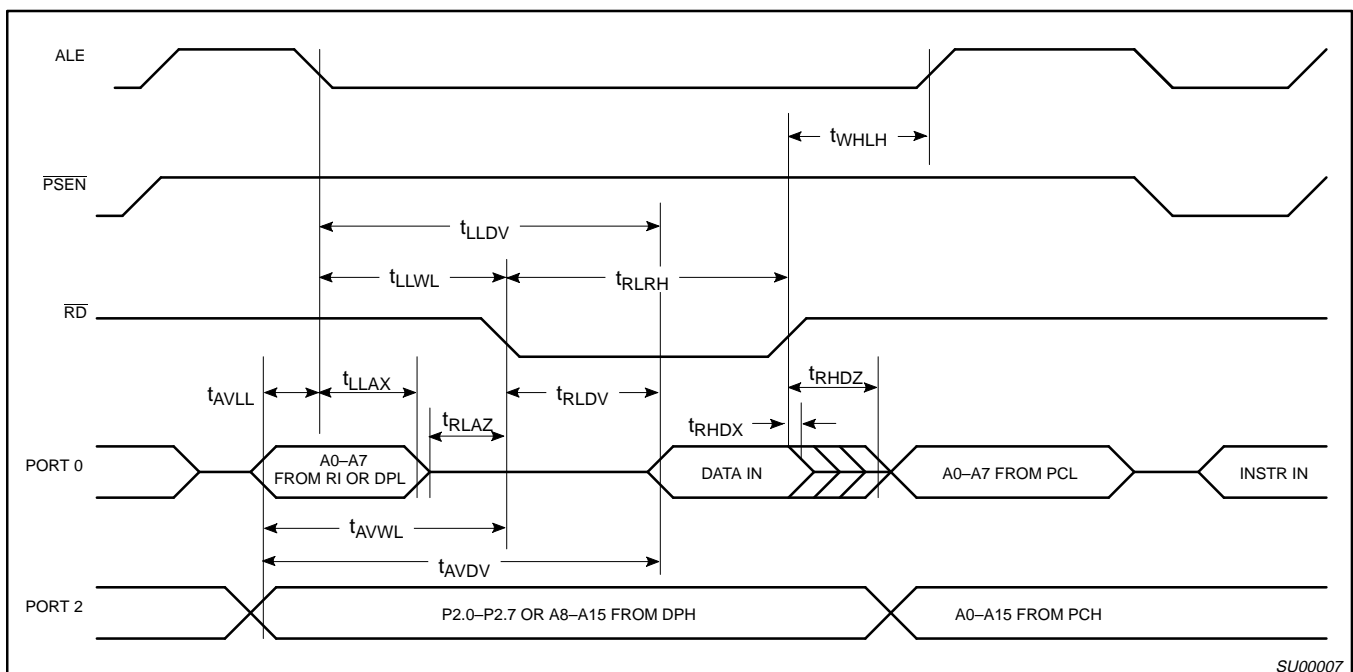 ALE
tWHLH
PSEN
tLLDV
tLLWL
tRLRH
RD
tAVLL
tLLAX
tRLDV
tRHDZ
tRLAZ
tRHDX
PORT 0
A0–A7
FROM RI OR DPL
DATA IN
A0–A7 FROM PCL
INSTR IN
tAVWL
tAVDV
PORT 2
P2.0–P2.7 OR A8–A15 FROM DPH
A0–A15 FROM PCH
SU00007